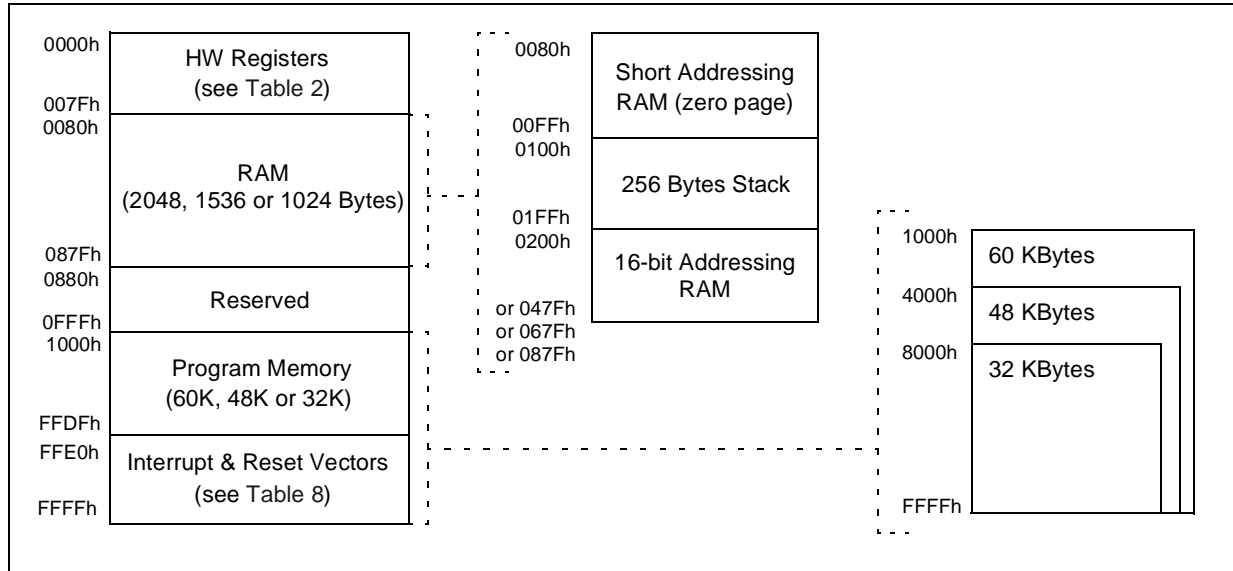 0000h
HW Registers
(see Table 2)
007Fh
0080h
RAM
(2048, 1536 or 1024 Bytes)
087Fh
0880h
Reserved
0FFFh
1000h
Program Memory
(60K, 48K or 32K)
FFDFh
FFE0h
Interrupt & Reset Vectors
(see Table 8)
FFFFh
0080h
Short Addressing
RAM (zero page)
00FFh
0100h
256 Bytes Stack
01FFh
0200h
16-bit Addressing
RAM
or 047Fh
or 067Fh
or 087Fh
1000h
60 KBytes
4000h
48 KBytes
8000h
32 KBytes
FFFFh